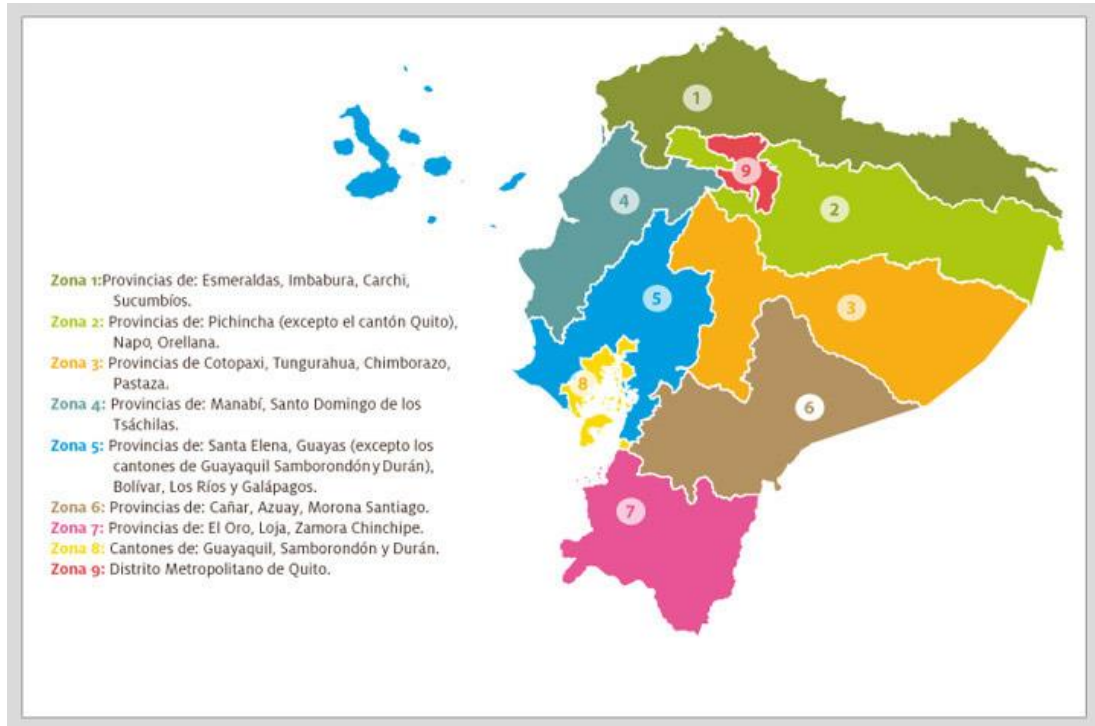 Zona 1:Provincias de: Esmeraldas, Imbabura, Carchi,
Sucumbíos.
Zona 2: Provincias de: Pichincha (excepto el cantón Quito),
Napo, Orellana.
Zona 3: Provincias de Cotopaxi, Tungurahua, Chimborazo,
Pastaza.
Zona 4: Provincias de: Manabí, Santo Domingo de los
Tsáchilas.
Zona 5: Provincias de: Santa Elena, Guayas (excepto los
cantones de Guayaquil Samborondón y Durán),
Bolívar, Los Ríos y Galápagos.
Zona 6: Provincias de: Cañar, Azuay, Morona Santiago.
Zona 7: Provincias de: El Oro, Loja, Zamora Chinchipe.
Zona 8: Cantones de: Guayaquil, Samborondón y Durán.
Zona 9: Distrito Metropolitano de Quito.
1
9
4
2
5
3
8
6
7